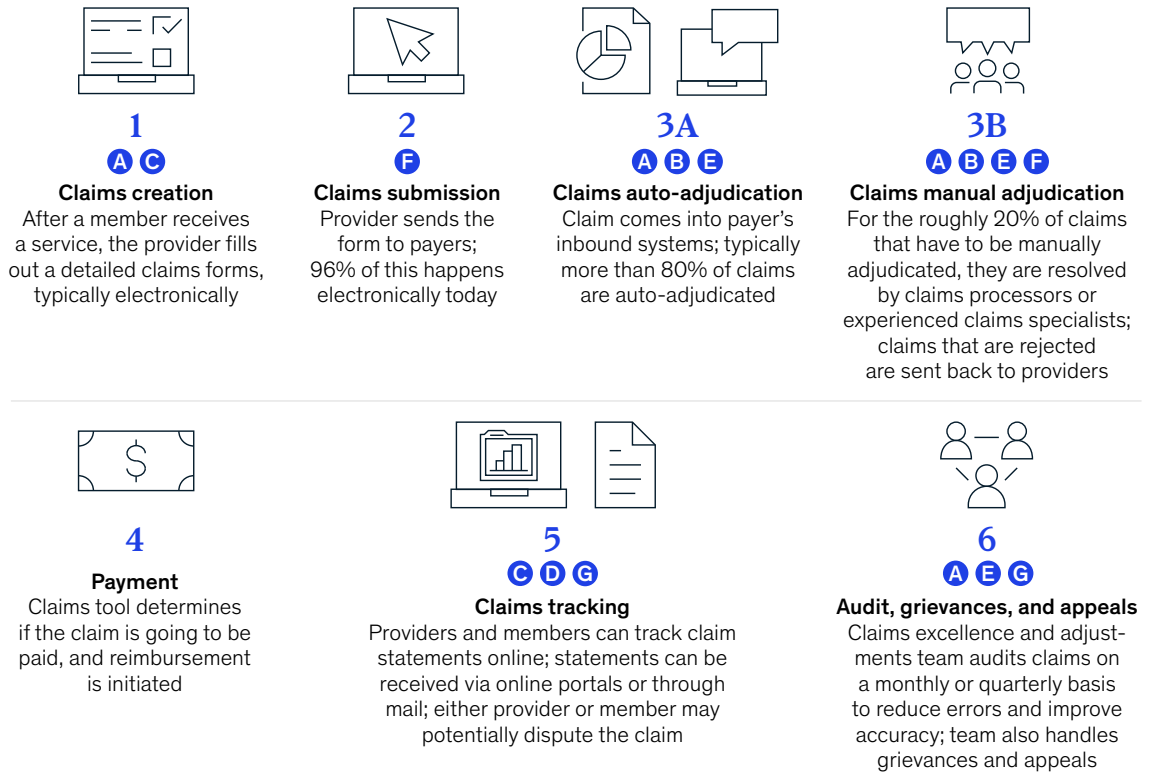 1
A C
Claims creation
After a member receives
a service, the provider fills
out a detailed claims forms,
typically electronically
2
F
Claims submission
Provider sends the
form to payers;
96% of this happens
electronically today
3A
A B E
Claims auto-adjudication
Claim comes into payer’s
inbound systems; typically
more than 80% of claims
are auto-adjudicated
3B
A B E F
Claims manual adjudication
For the roughly 20% of claims
that have to be manually
adjudicated, they are resolved
by claims processors or
experienced claims specialists;
claims that are rejected
are sent back to providers
$
4
Payment
Claims tool determines
if the claim is going to be
paid, and reimbursement
is initiated
5
C D G
Claims tracking
Providers and members can track claim
statements online; statements can be
received via online portals or through
mail; either provider or member may
potentially dispute the claim
6
A E G
Audit, grievances, and appeals
Claims excellence and adjust-
ments team audits claims on
a monthly or quarterly basis
to reduce errors and improve
accuracy; team also handles
grievances and appeals